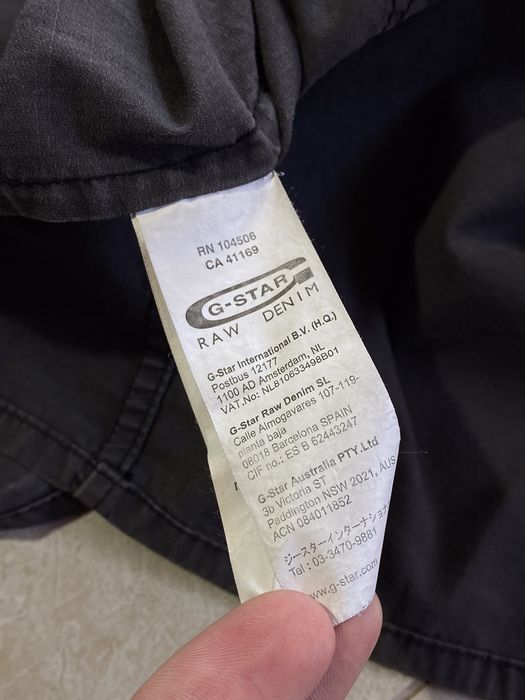 RN 104506
CA 41169
G-STAR
RAW DENIM
G-Star International B.V. (H.Q.)
Postbus 12177
1100 AD Amsterdam, NL
VAT.No: NL810633498B01
G-Star Raw Denim SL
Calle Almogavares 107-119-
planta baja
08018 Barcelona SPAIN
CIF no.: ES B 62443247
G-Star Australia PTY.Ltd
3b Victoria ST
Paddington NSW 2021, AUS
ACN 084011852
ジースターインターナショナ
Tel : 03-3470-9881
www.g-star.com